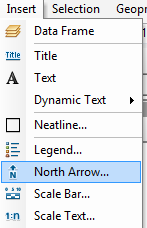 Insert Selection Geopr
Data Frame
Title Title
A Text
Dynamic Text
Neatline...
Legend...
N North Arrow...
Scale Bar...
1:n Scale Text...